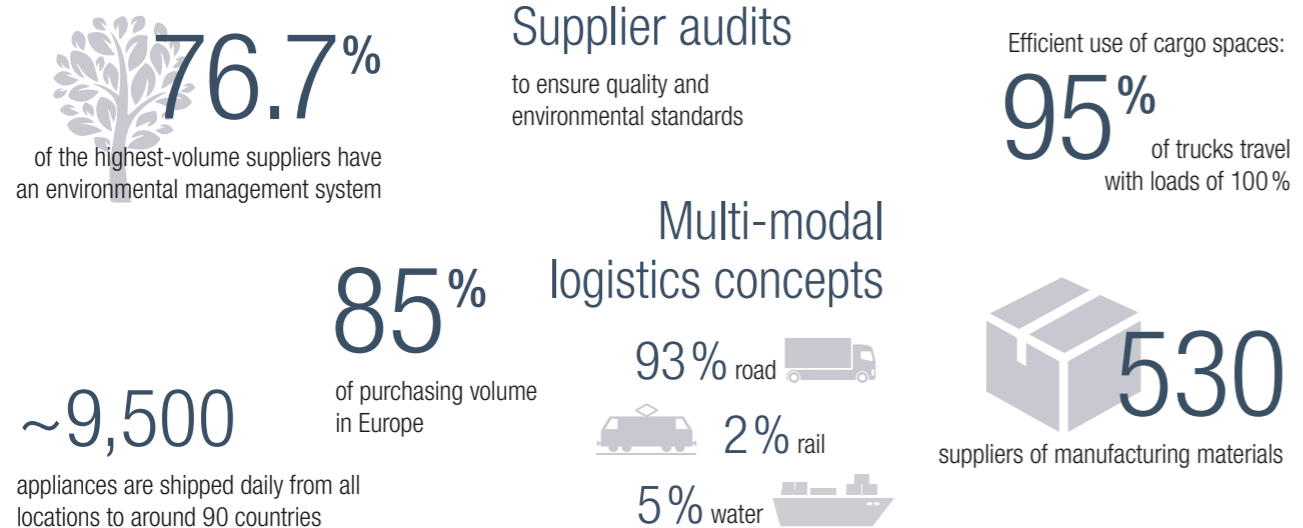 76.7%
of the highest-volume suppliers have
an environmental management system
Supplier audits
to ensure quality and
environmental standards
Efficient use of cargo spaces:
95%
of trucks travel
with loads of 100 %
85%
of purchasing volume
in Europe
Multi-modal
logistics concepts
93 % road
2 % rail
5 % water
530
suppliers of manufacturing materials
~9,500
appliances are shipped daily from all
locations to around 90 countries